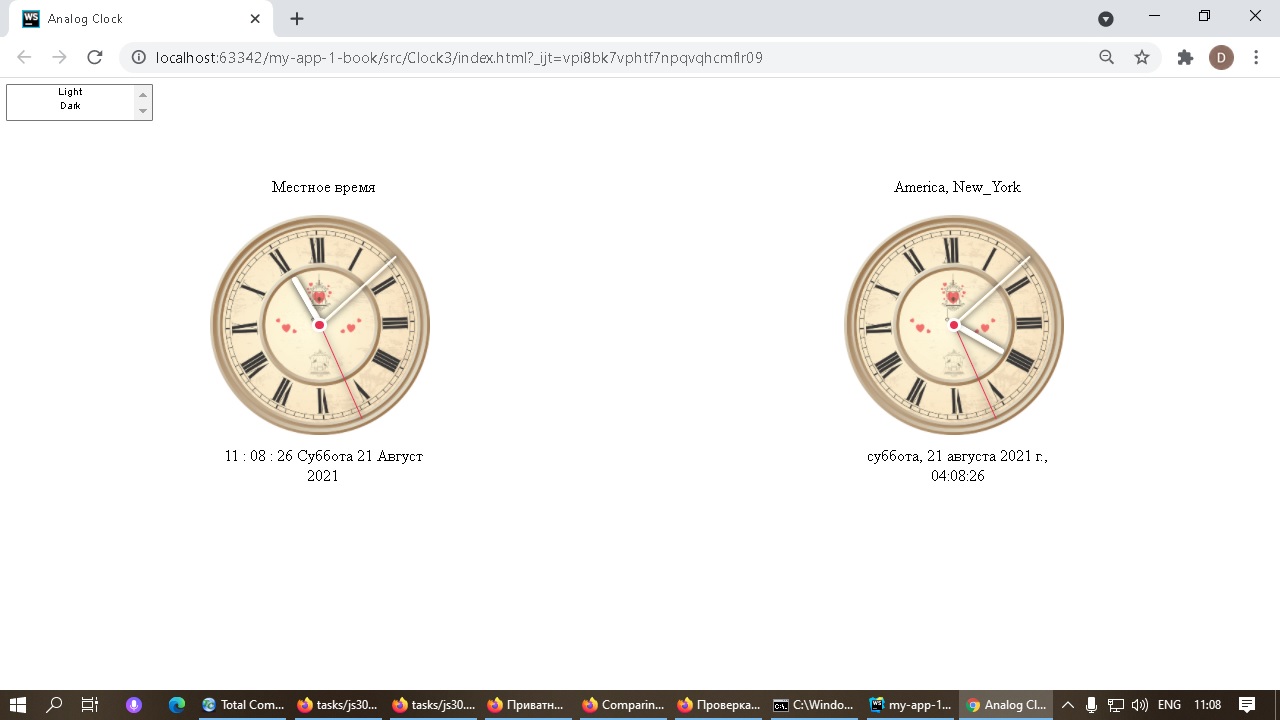 WS Analog Clock
localhost:63342/my-app-1-book/src/Clock3/index.html?_ijt=vpi8bk7vphtf7npqvqhcmflr09
D
Light
Dark
Местное время
America, New_York
11 : 08 : 26 Суббота 21 Август
2021
суббота, 21 августа 2021 г.,
04:08:26
Total Com... tasks/js30.... tasks/js30.... Приватн... Comparin... Проверка... C:\Windo... my-app-1... Analog Cl... ENG 11:08